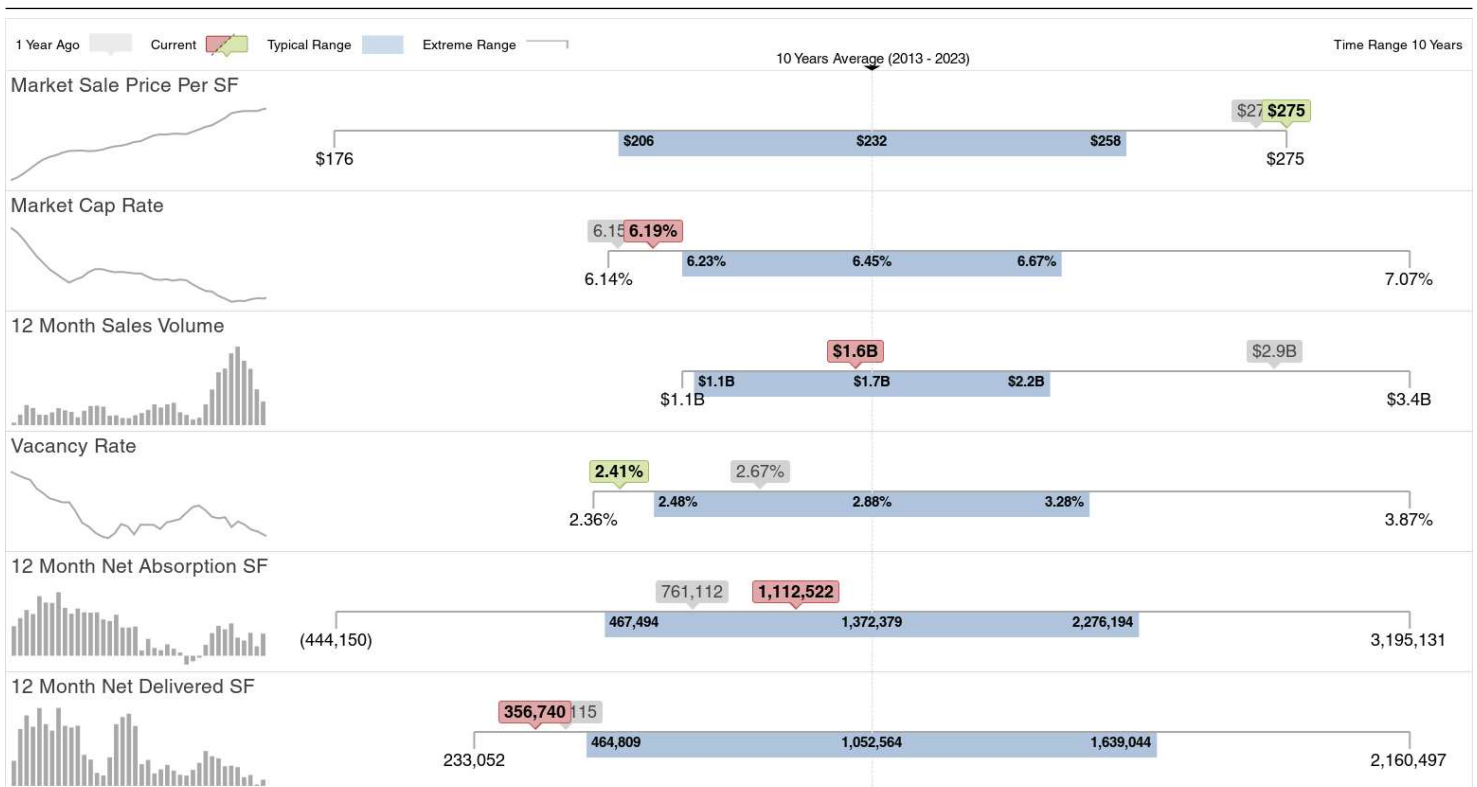 1 Year Ago Current Typical Range Extreme Range
10 Years Average (2013 - 2023)
Time Range 10 Years
Market Sale Price Per SF
$27 $275
$206 $232 $258
$176 $275
Market Cap Rate
6.15 6.19%
6.23% 6.45% 6.67%
6.14% 7.07%
12 Month Sales Volume
$1.6B $2.9B
$1.1B $1.7B $2.2B
$1.1B $3.4B
Vacancy Rate
2.41% 2.67%
2.48% 2.88% 3.28%
2.36% 3.87%
12 Month Net Absorption SF
761,112 1,112,522
467,494 1,372,379 2,276,194
(444,150) 3,195,131
12 Month Net Delivered SF
356,740 115
464,809 1,052,564 1,639,044
233,052 2,160,497